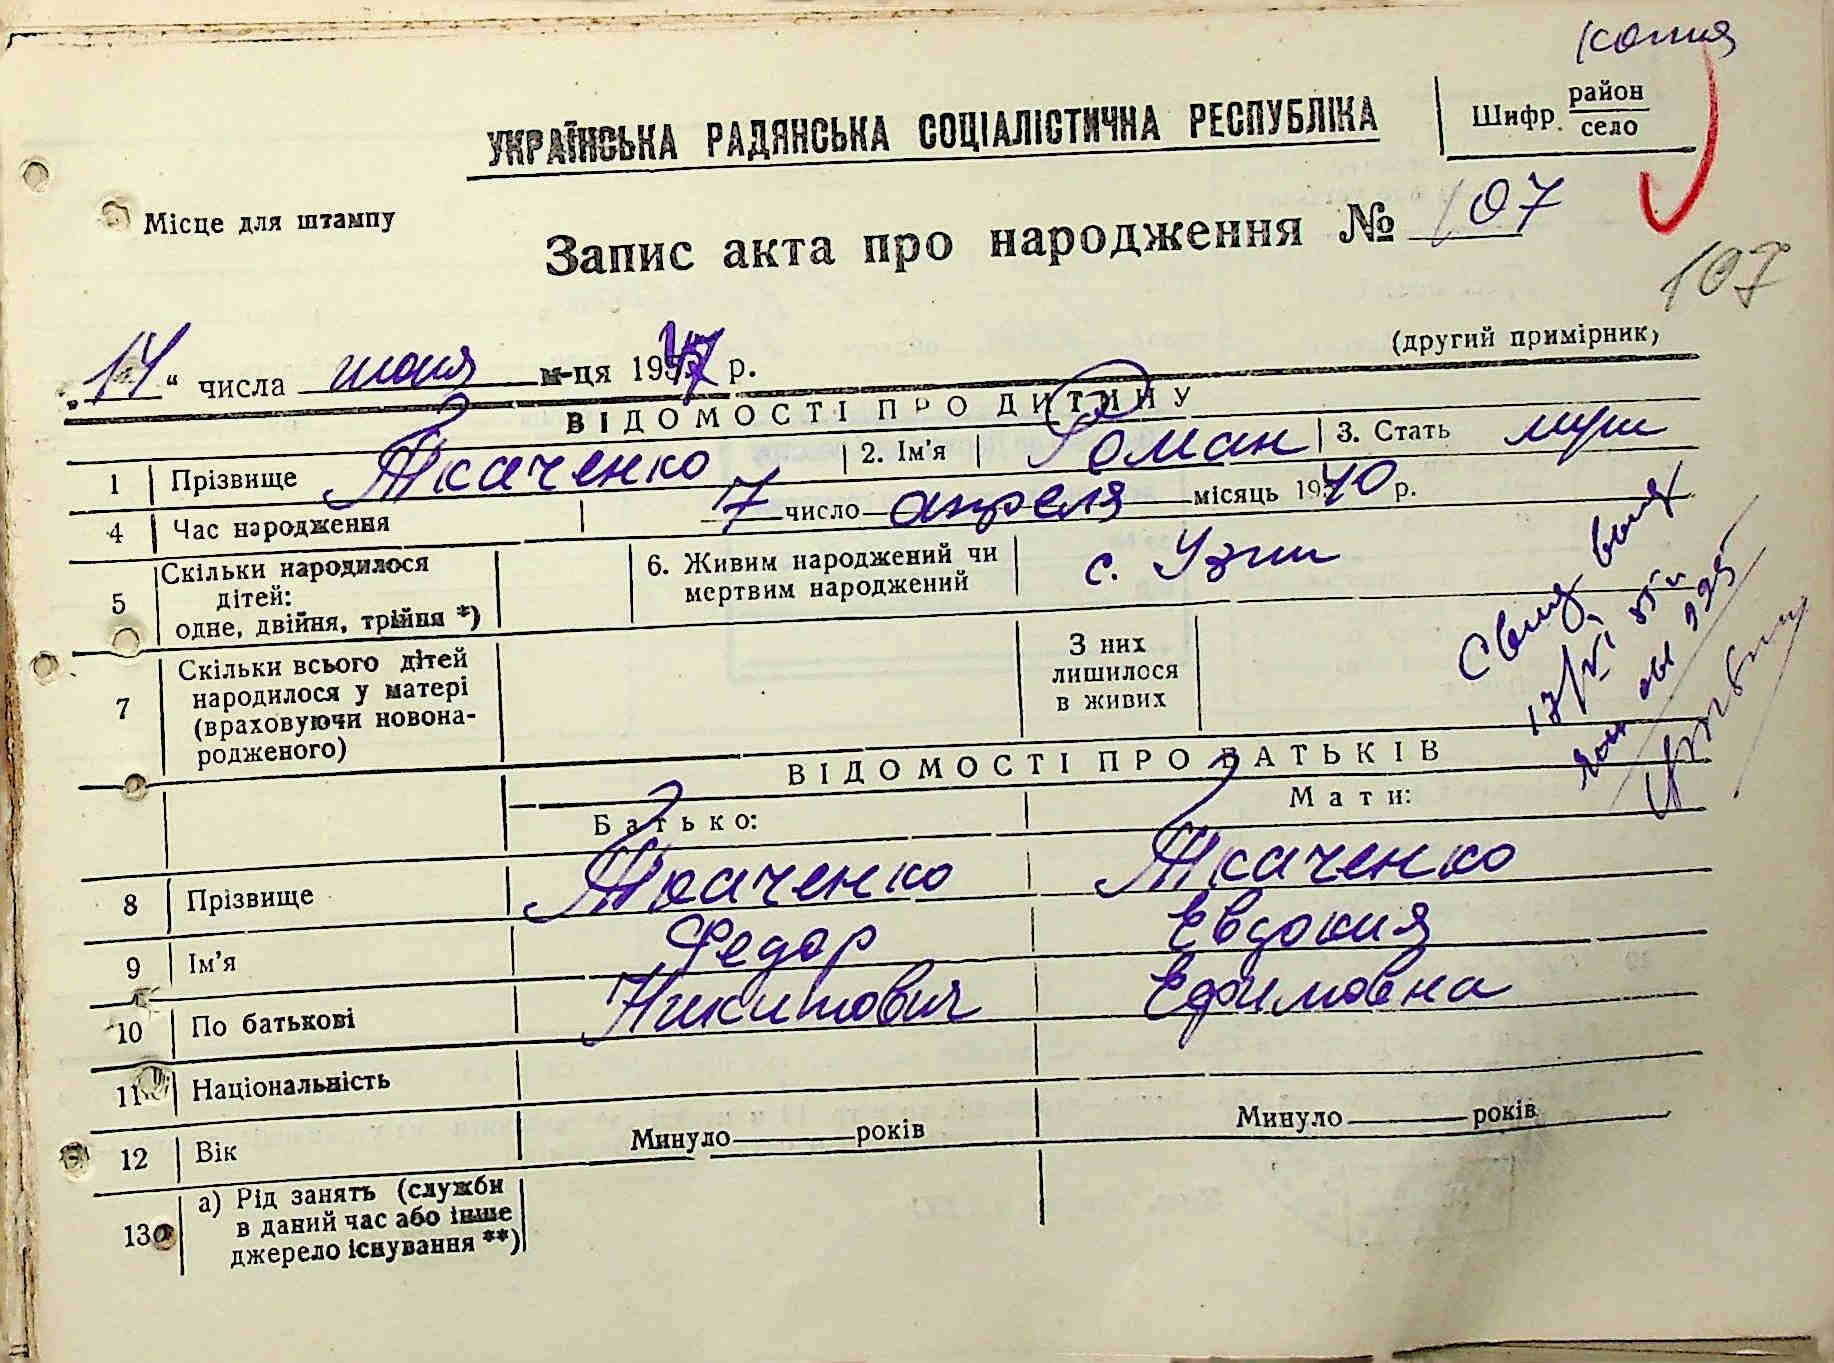 копия
УКРАЇНСЬКА РАДЯНСЬКА СОЦІАЛІСТИЧНА РЕСПУБЛІКА
Шифр район
село
Місце для штампу
Запис акта про народження № 107
107
(другий примірник)
„14“ числа июня м-ця 1947 р.
ВІДОМОСТІ ПРО ДИТИНУ
1 Прізвище Ткаченко 2. Ім'я Роман 3. Стать муж
4 Час народження 7 число апреля місяць 1940 р.
5 Скільки народилося дітей: одне, двійня, трійня *) 6. Живим народжений чи мертвим народжений с. Узин
7 Скільки всього дітей народилося у матері (враховуючи новонародженого) З них лишилося в живих
ВІДОМОСТІ ПРО БАТЬКІВ
Батько: Мати:
8 Прізвище Ткаченко Ткаченко
9 Ім'я Федор Евдокия
10 По батькові Никитович Ефимовна
11 Національність
12 Вік Минуло років Минуло років
13 а) Рід занять (служби в даний час або інше джерело існування **)